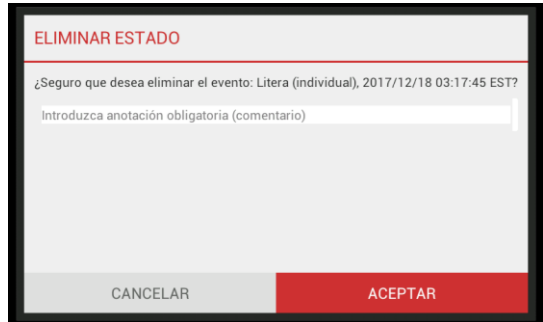 ELIMINAR ESTADO
¿Seguro que desea eliminar el evento: Litera (individual), 2017/12/18 03:17:45 EST?
Introduzca anotación obligatoria (comentario)
CANCELAR
ACEPTAR